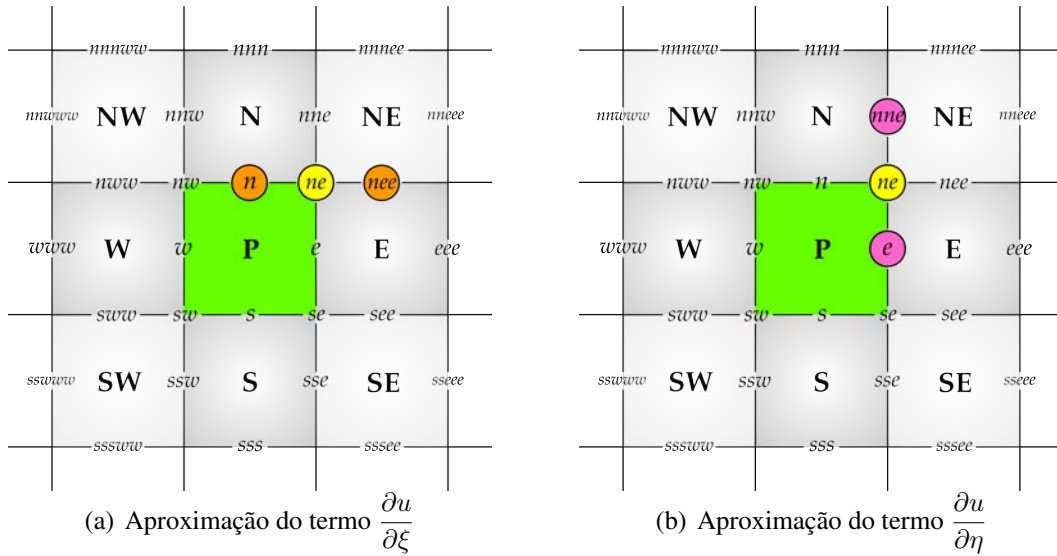 nnnww nnn nnnee
nnwww NW nnw N nne NE nneee
nww nw n ne nee
www W w P e E eee
sww sw s se see
sswww SW ssw S sse SE sseee
sssww sss sssee
(a) Aproximação do termo ∂u/∂ξ
nnnww nnn nnnee
nnwww NW nnw N nne NE nneee
nww nw n ne nee
www W w P e E eee
sww sw s se see
sswww SW ssw S sse SE sseee
sssww sss sssee
(b) Aproximação do termo ∂u/∂η